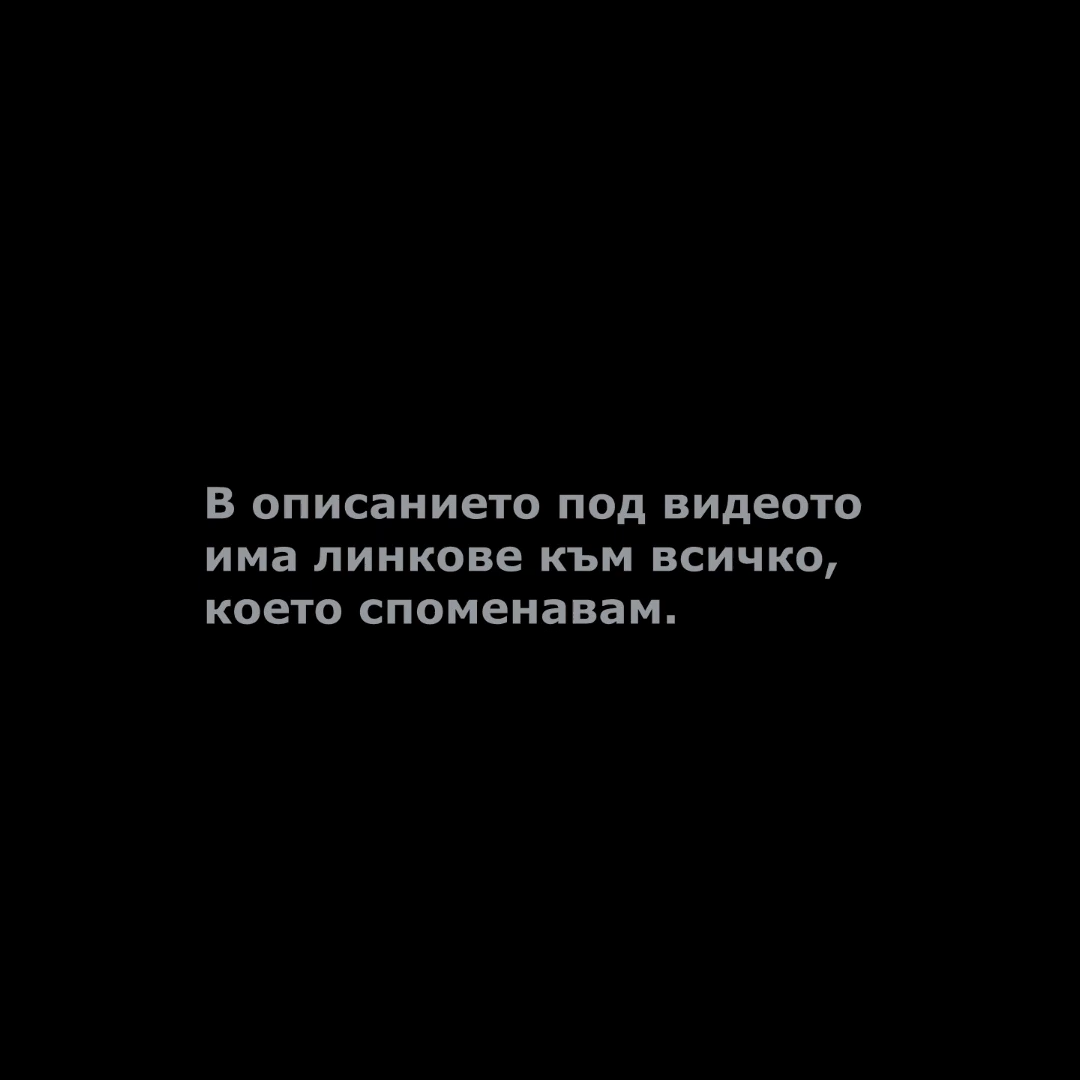 В описанието под видеото
има линкове към всичко,
което споменавам.